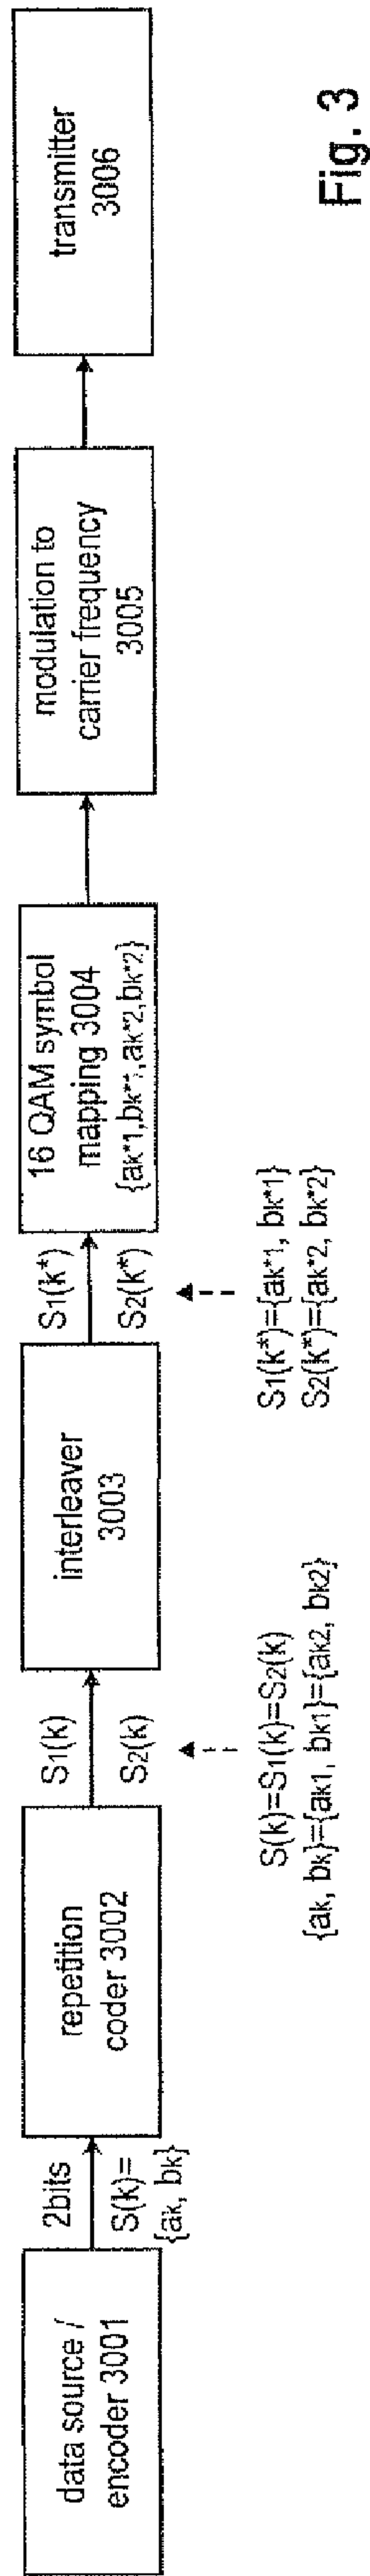 data source /
encoder 3001
2bits
S(k)=
{ak, bk}
repetition
coder 3002
S1(k)
S2(k)
S(k)=S1(k)=S2(k)
{ak, bk}={ak1, bk1}={ak2, bk2}
interleaver
3003
S1(k*)
S2(k*)
S1(k*)={ak*1, bk*1}
S2(k*)={ak*2, bk*2}
16 QAM symbol
mapping 3004
{ak*1,bk*1,ak*2,bk*2}
modulation to
carrier frequency
3005
transmitter
3006
Fig. 3